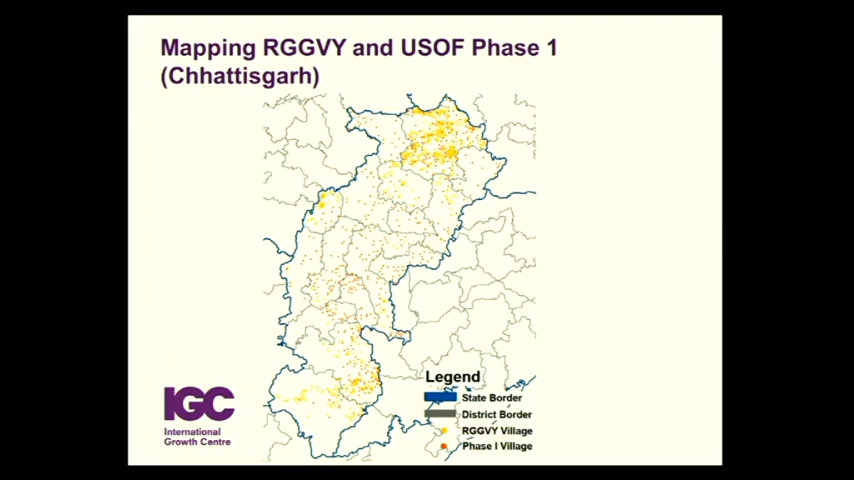 Mapping RGGVY and USOF Phase 1
(Chhattisgarh)
Legend
State Border
District Border
RGGVY Village
Phase I Village
IGC
International
Growth Centre